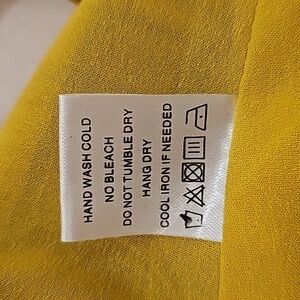 HAND WASH COLD
NO BLEACH
DO NOT TUMBLE DRY
HANG DRY
COOL IRON IF NEEDED